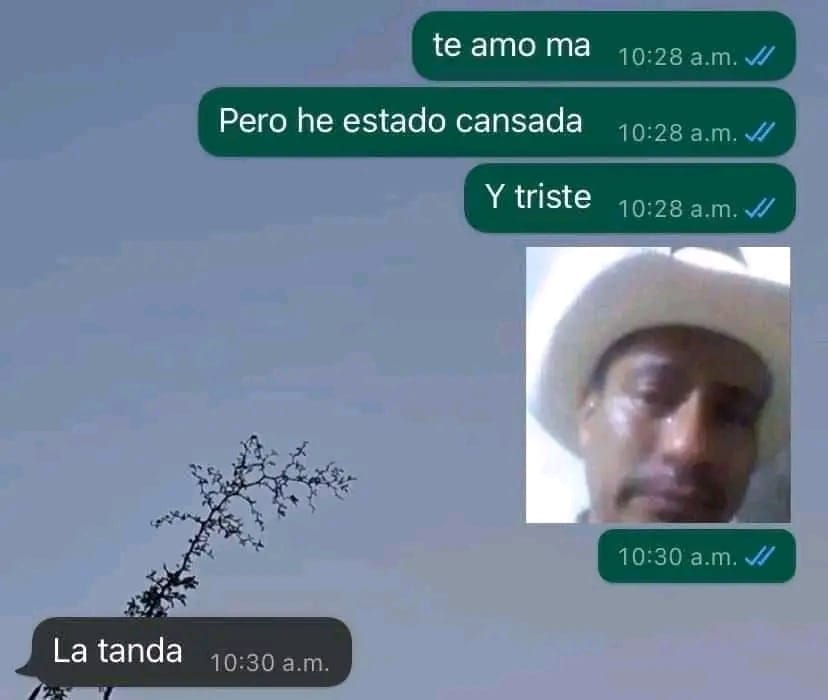 te amo ma 10:28 a.m.
Pero he estado cansada 10:28 a.m.
Y triste 10:28 a.m.
10:30 a.m.
La tanda 10:30 a.m.